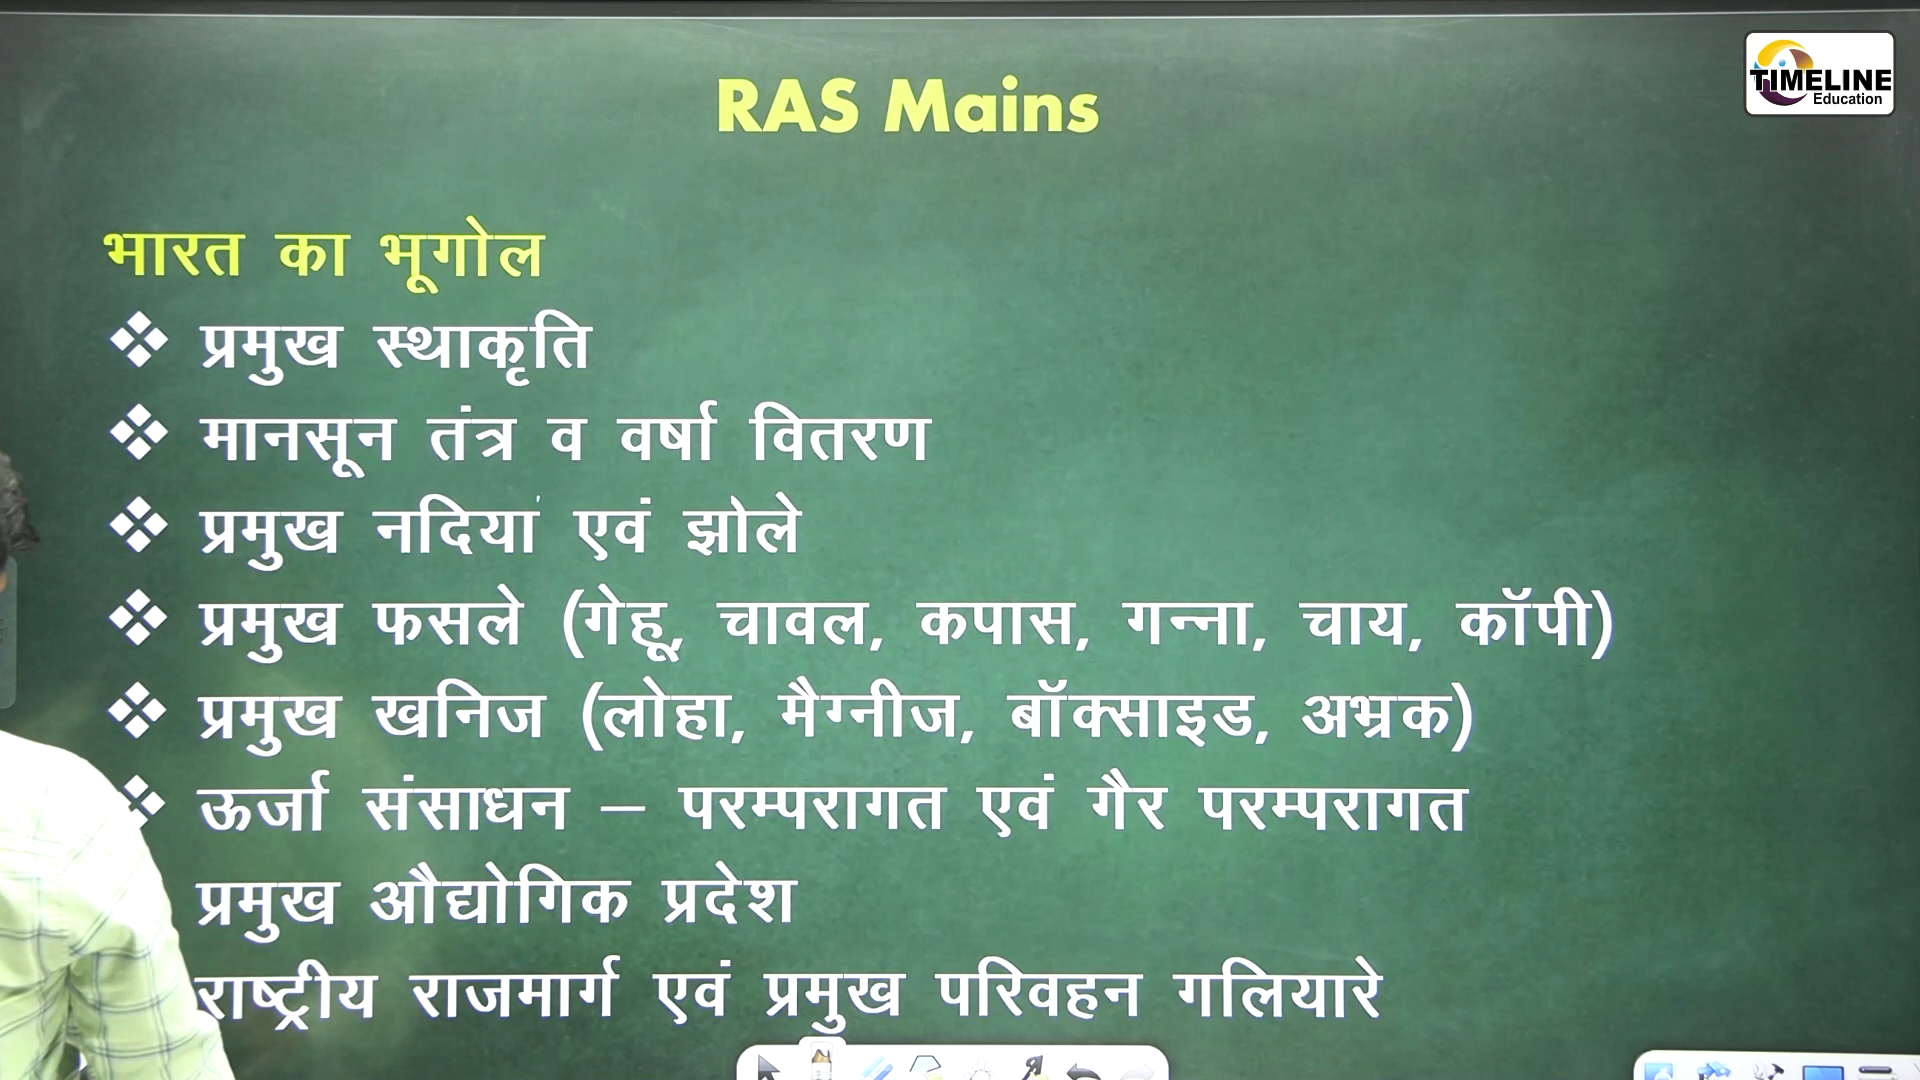 RAS Mains
TIMELINE
Education
भारत का भूगोल
❖ प्रमुख स्थाकृति
❖ मानसून तंत्र व वर्षा वितरण
❖ प्रमुख नदियां एवं झीले
❖ प्रमुख फसले (गेहू, चावल, कपास, गन्ना, चाय, कॉपी)
❖ प्रमुख खनिज (लोहा, मैग्नीज, बॉक्साइड, अभ्रक)
❖ ऊर्जा संसाधन – परम्परागत एवं गैर परम्परागत
प्रमुख औद्योगिक प्रदेश
राष्ट्रीय राजमार्ग एवं प्रमुख परिवहन गलियारे